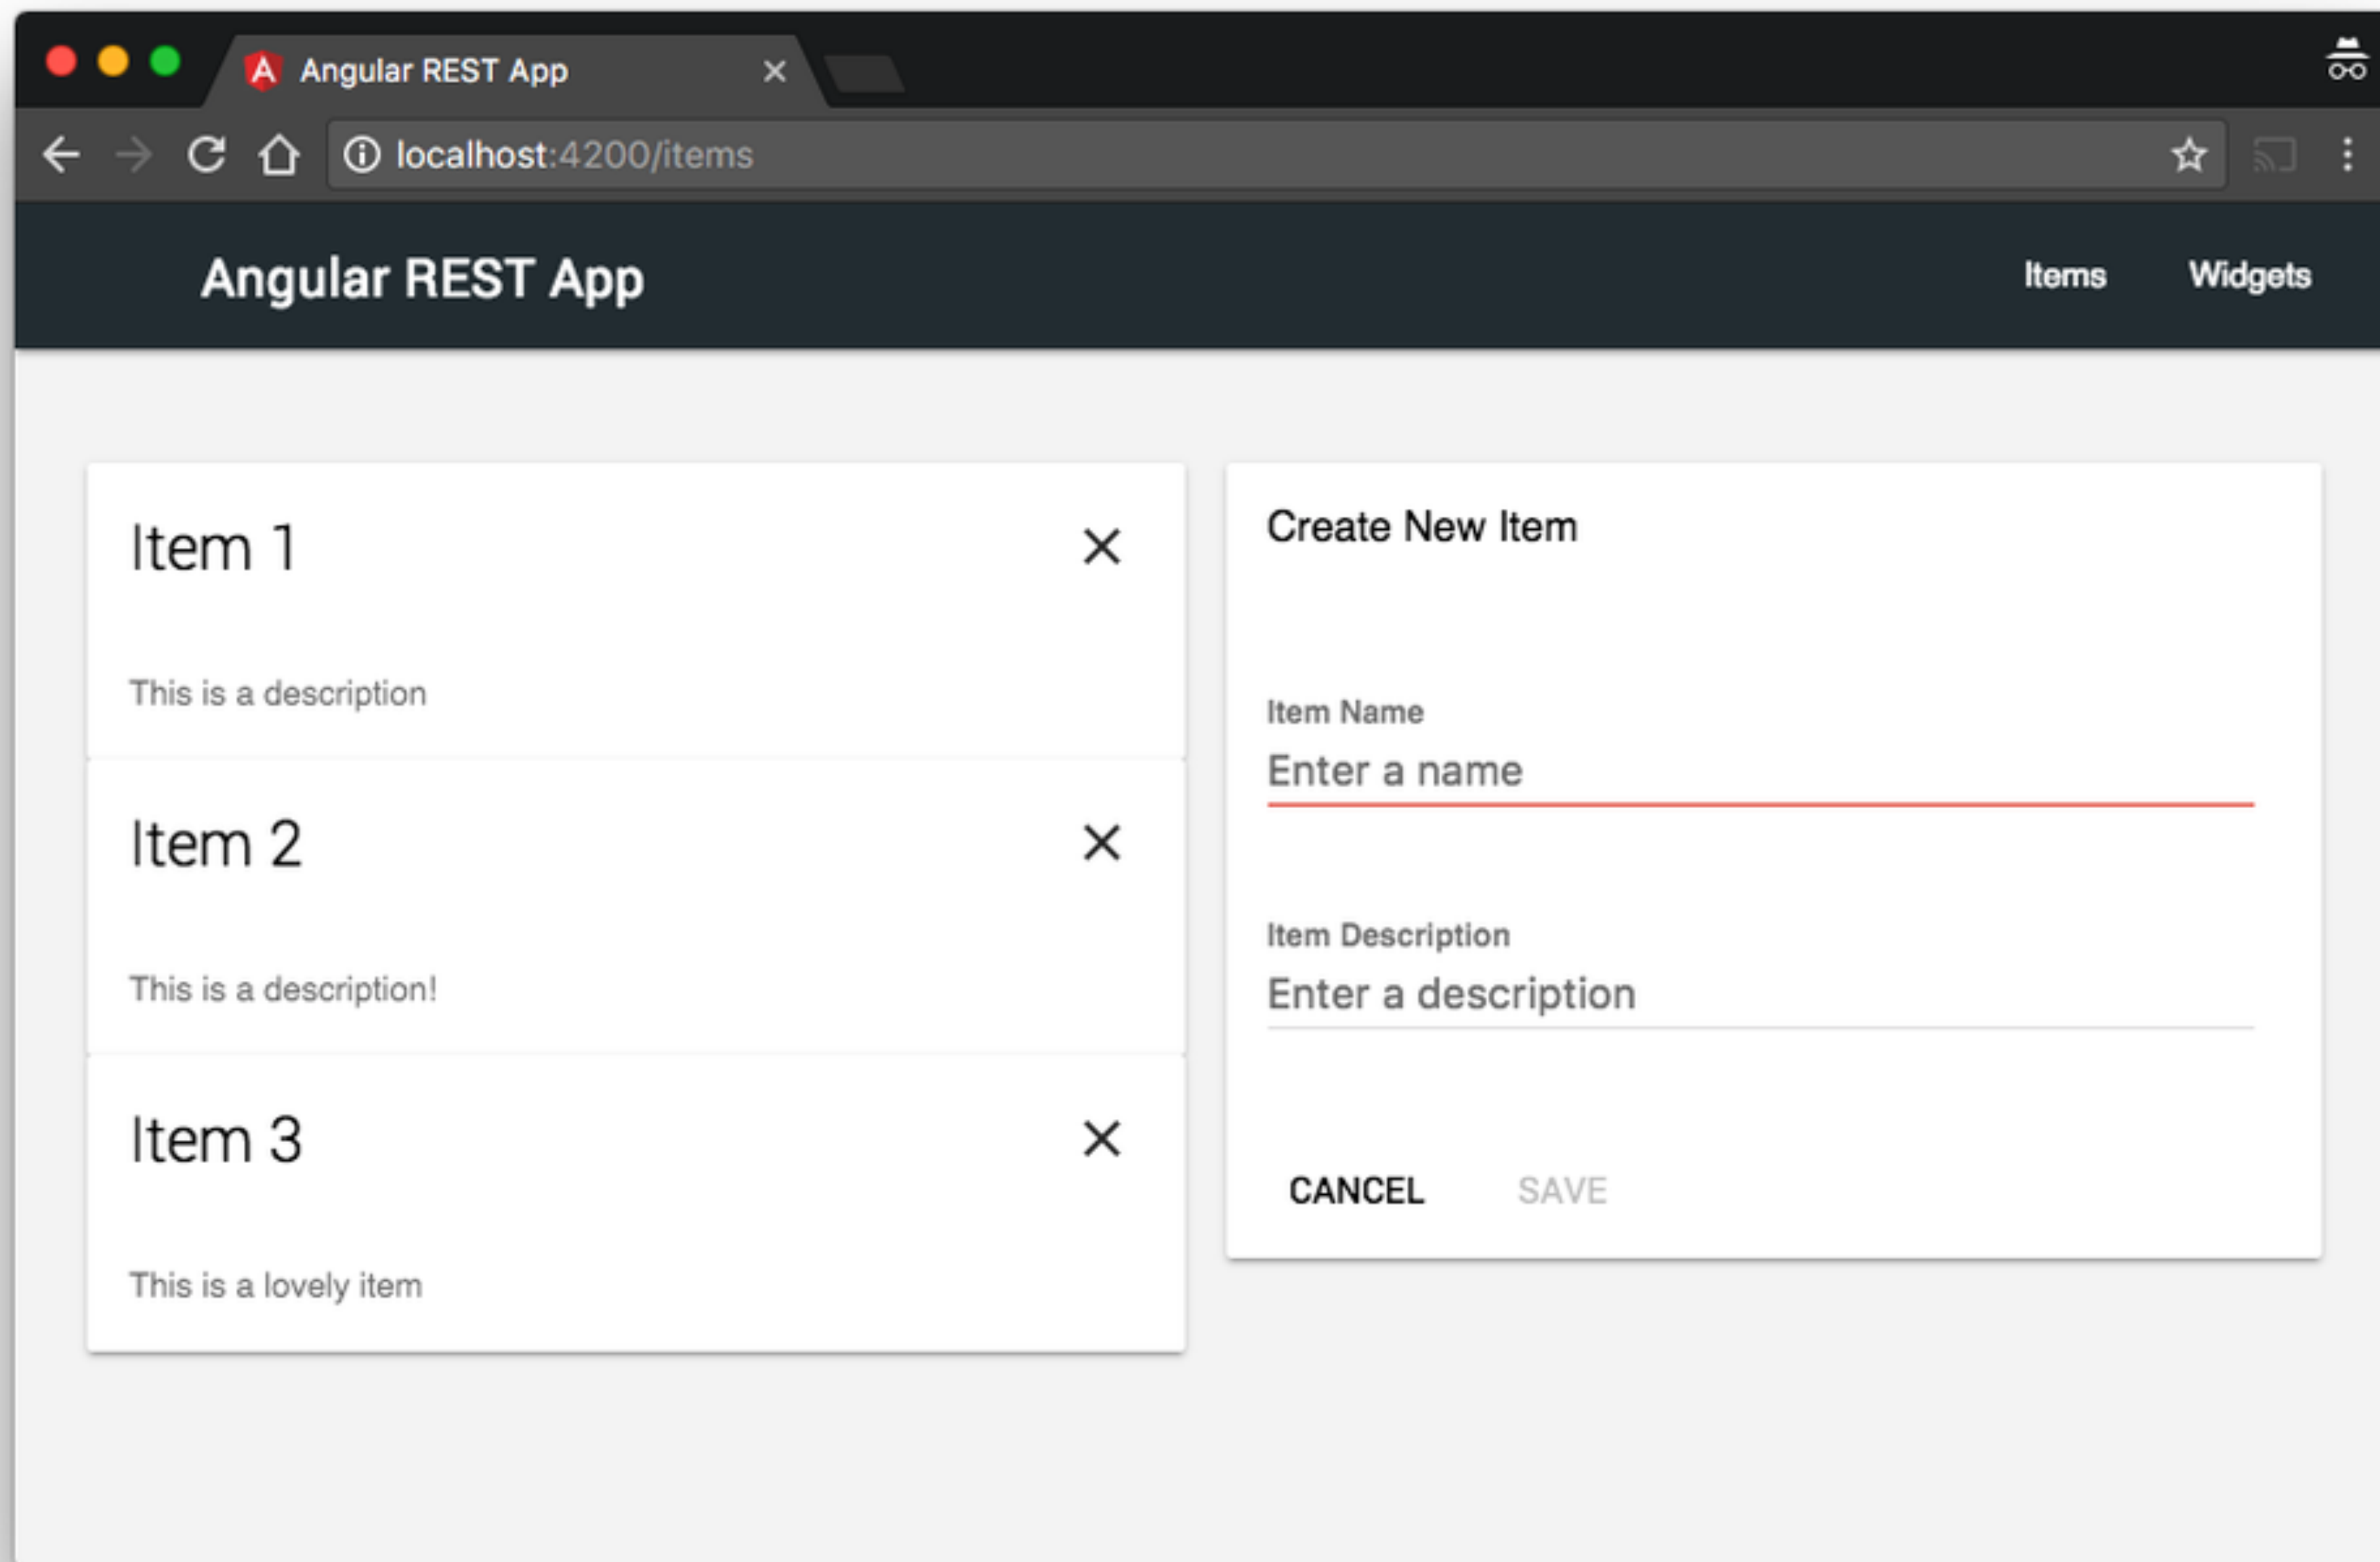 Angular REST App
localhost:4200/items
Angular REST App
Items
Widgets
Item 1
This is a description
Item 2
This is a description!
Item 3
This is a lovely item
Create New Item
Item Name
Enter a name
Item Description
Enter a description
CANCEL
SAVE